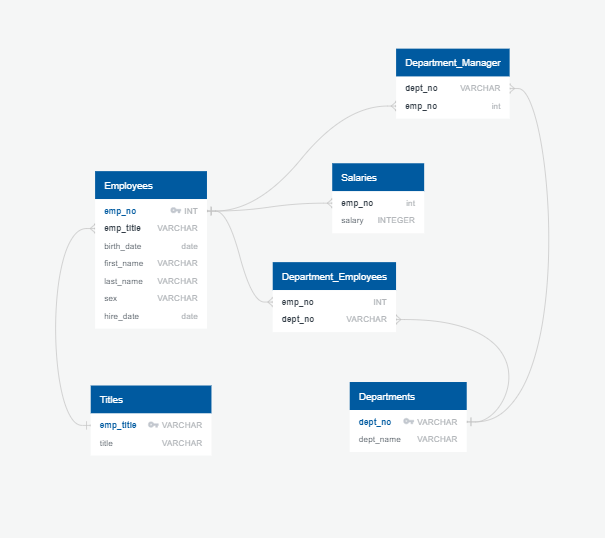 Department_Manager
dept_no VARCHAR
emp_no int
Employees
emp_no INT
emp_title VARCHAR
birth_date date
first_name VARCHAR
last_name VARCHAR
sex VARCHAR
hire_date date
Salaries
emp_no int
salary INTEGER
Department_Employees
emp_no INT
dept_no VARCHAR
Titles
emp_title VARCHAR
title VARCHAR
Departments
dept_no VARCHAR
dept_name VARCHAR